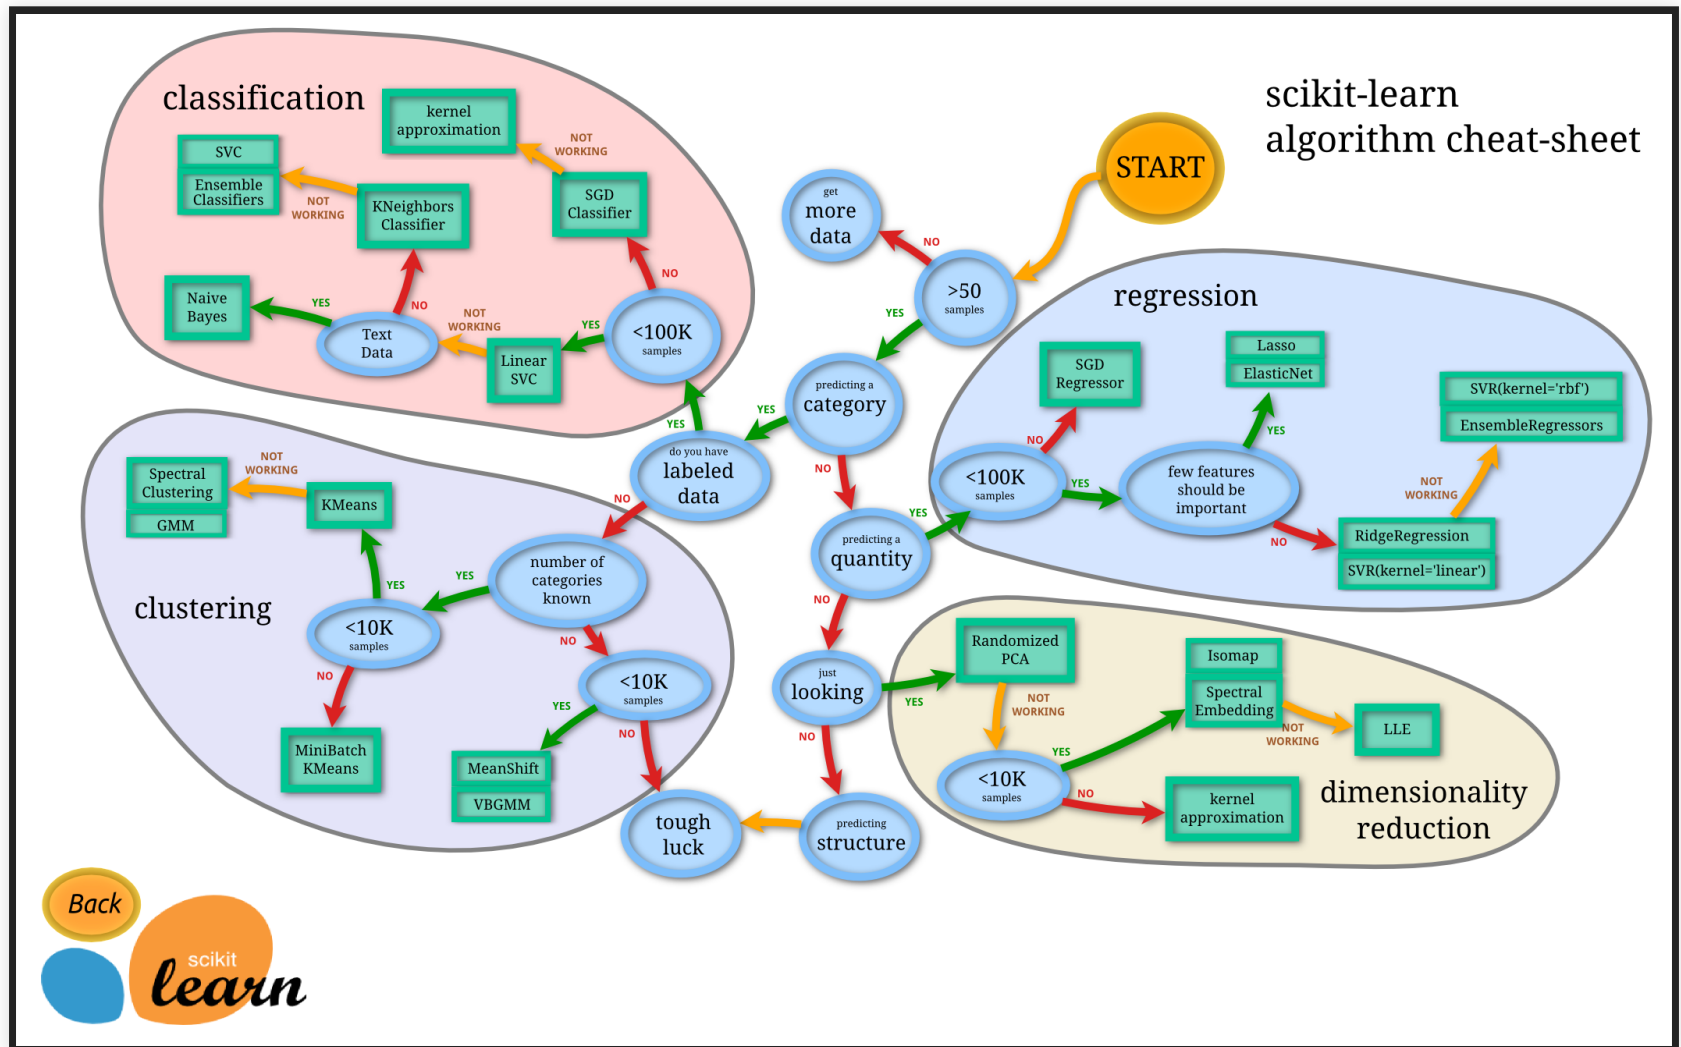 scikit-learn
algorithm cheat-sheet
START
>50
samples
NO
get
more
data
YES
predicting a
category
YES
do you have
labeled
data
YES
classification
<100K
samples
NO
SGD
Classifier
NOT
WORKING
kernel
approximation
YES
Linear
SVC
NOT
WORKING
Text
Data
YES
Naive
Bayes
NO
KNeighbors
Classifier
NOT
WORKING
SVC
Ensemble
Classifiers
NO
clustering
number of
categories
known
YES
<10K
samples
YES
KMeans
NOT
WORKING
Spectral
Clustering
GMM
NO
MiniBatch
KMeans
NO
<10K
samples
YES
MeanShift
VBGMM
NO
tough
luck
NO
predicting a
quantity
YES
regression
<100K
samples
NO
SGD
Regressor
YES
few features
should be
important
YES
Lasso
ElasticNet
NO
RidgeRegression
SVR(kernel='linear')
NOT
WORKING
SVR(kernel='rbf')
EnsembleRegressors
NO
just
looking
YES
Randomized
PCA
NOT
WORKING
<10K
samples
YES
Isomap
Spectral
Embedding
NOT
WORKING
LLE
NO
kernel
approximation
dimensionality
reduction
NO
predicting
structure
Back
scikit
learn